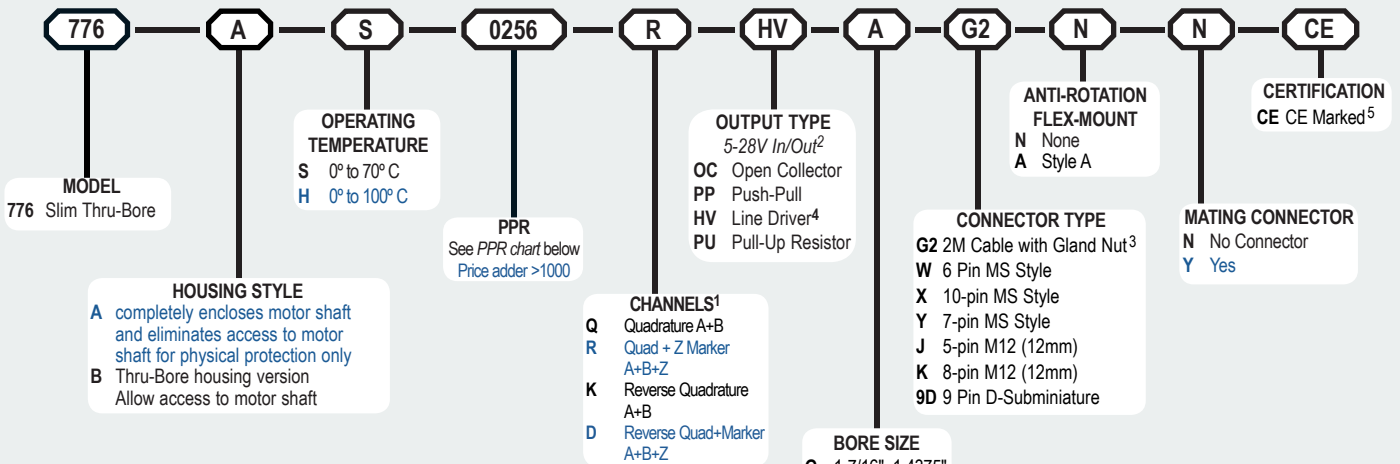 776 A S 0256 R HV A G2 N N CE
MODEL
776 Slim Thru-Bore
HOUSING STYLE
A completely encloses motor shaft
and eliminates access to motor
shaft for physical protection only
B Thru-Bore housing version
Allow access to motor shaft
OPERATING
TEMPERATURE
S 0º to 70º C
H 0º to 100º C
PPR
See PPR chart below
Price adder >1000
CHANNELS1
Q Quadrature A+B
R Quad + Z Marker
A+B+Z
K Reverse Quadrature
A+B
D Reverse Quad+Marker
A+B+Z
OUTPUT TYPE
5-28V In/Out2
OC Open Collector
PP Push-Pull
HV Line Driver4
PU Pull-Up Resistor
BORE SIZE
1 7/16", 1.4375"
CONNECTOR TYPE
G2 2M Cable with Gland Nut3
W 6 Pin MS Style
X 10-pin MS Style
Y 7-pin MS Style
J 5-pin M12 (12mm)
K 8-pin M12 (12mm)
9D 9 Pin D-Subminiature
ANTI-ROTATION
FLEX-MOUNT
N None
A Style A
MATING CONNECTOR
N No Connector
Y Yes
CERTIFICATION
CE CE Marked5